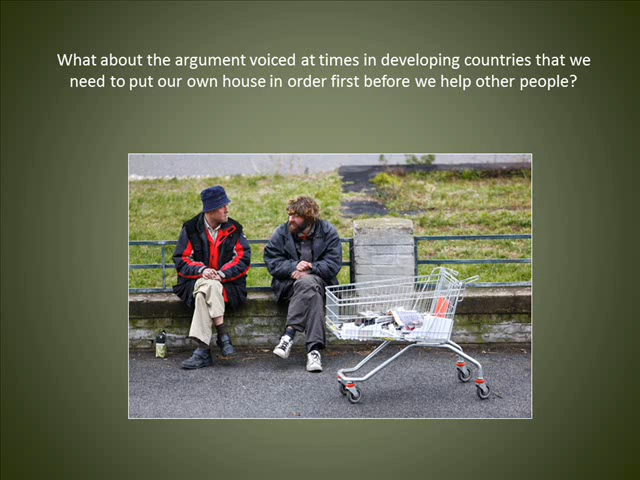 What about the argument voiced at times in developing countries that we
need to put our own house in order first before we help other people?